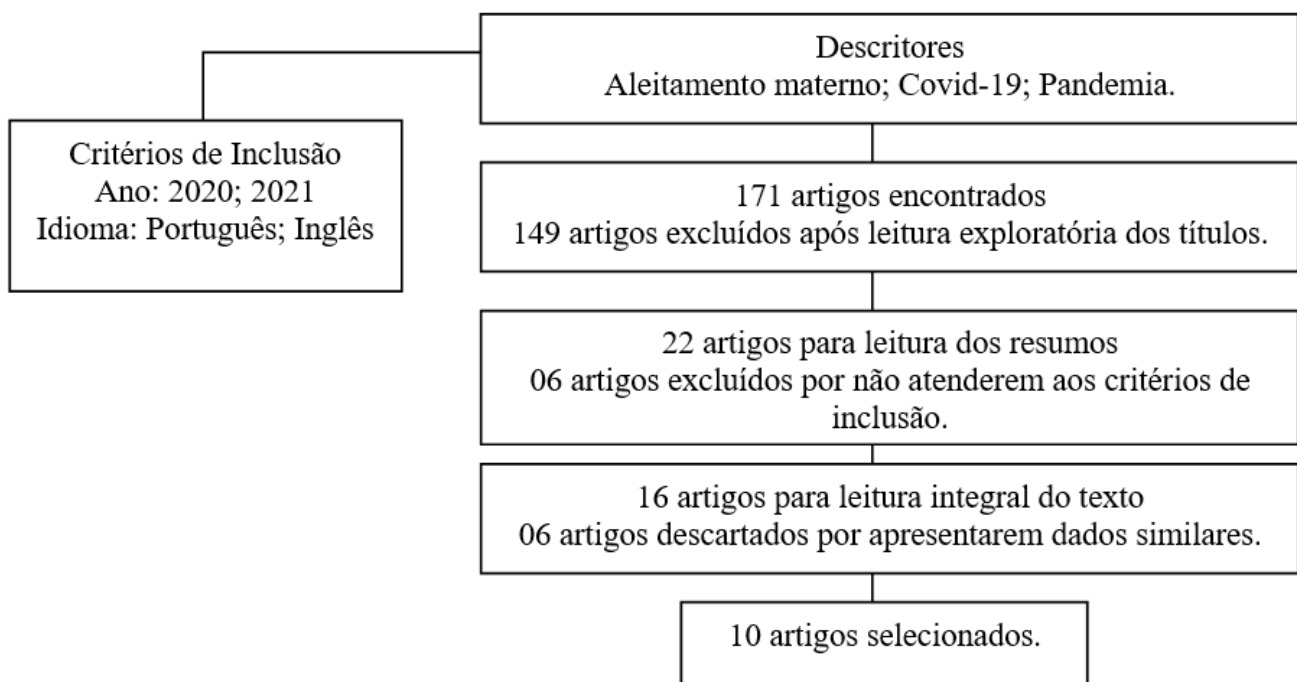 Descritores
Aleitamento materno; Covid-19; Pandemia.
Critérios de Inclusão
Ano: 2020; 2021
Idioma: Português; Inglês
171 artigos encontrados
149 artigos excluídos após leitura exploratória dos títulos.
22 artigos para leitura dos resumos
06 artigos excluídos por não atenderem aos critérios de
inclusão.
16 artigos para leitura integral do texto
06 artigos descartados por apresentarem dados similares.
10 artigos selecionados.